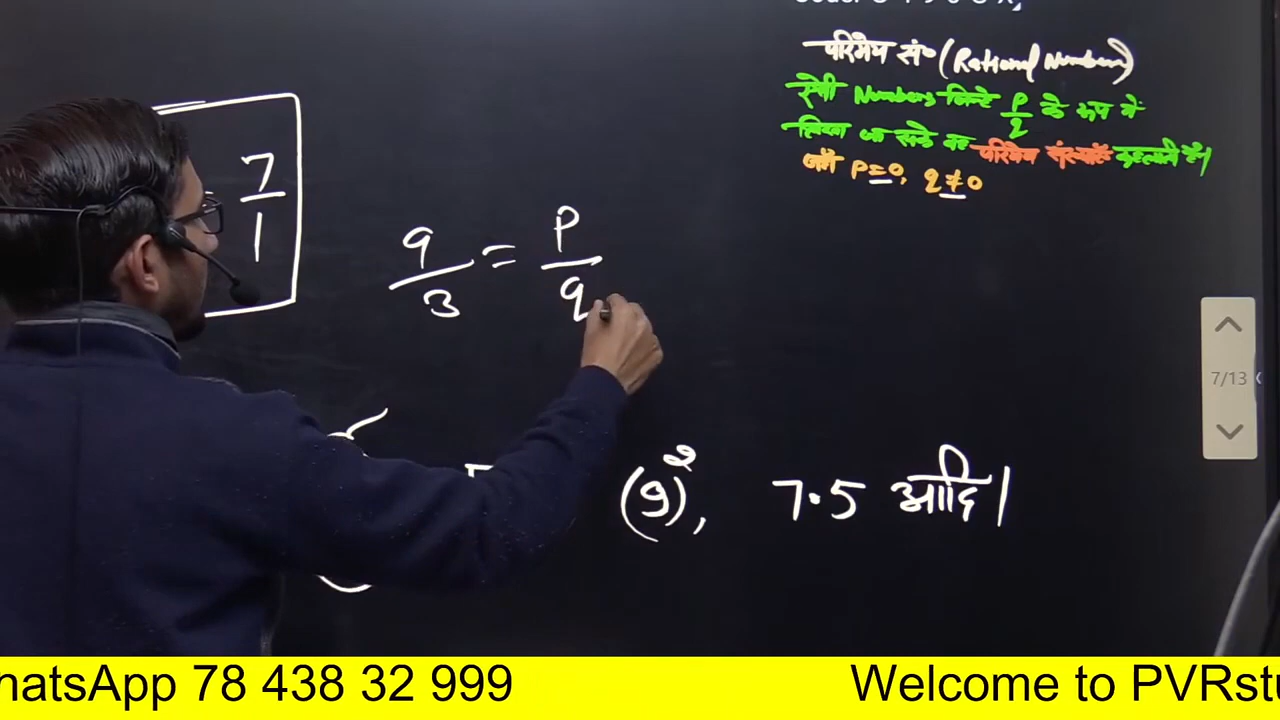 परिमेय सं० (Rational Numbers)
ऐसी Numbers जिन्हे P/q के रूप में
लिखा जा सके वह परिमेय संख्याएँ कहलाती है।
जहाँ P=0, q≠0
7/1
9/3 = P/q
(9)², 7.5 आदि।
7/13
hatsApp 78 438 32 999 Welcome to PVRstu